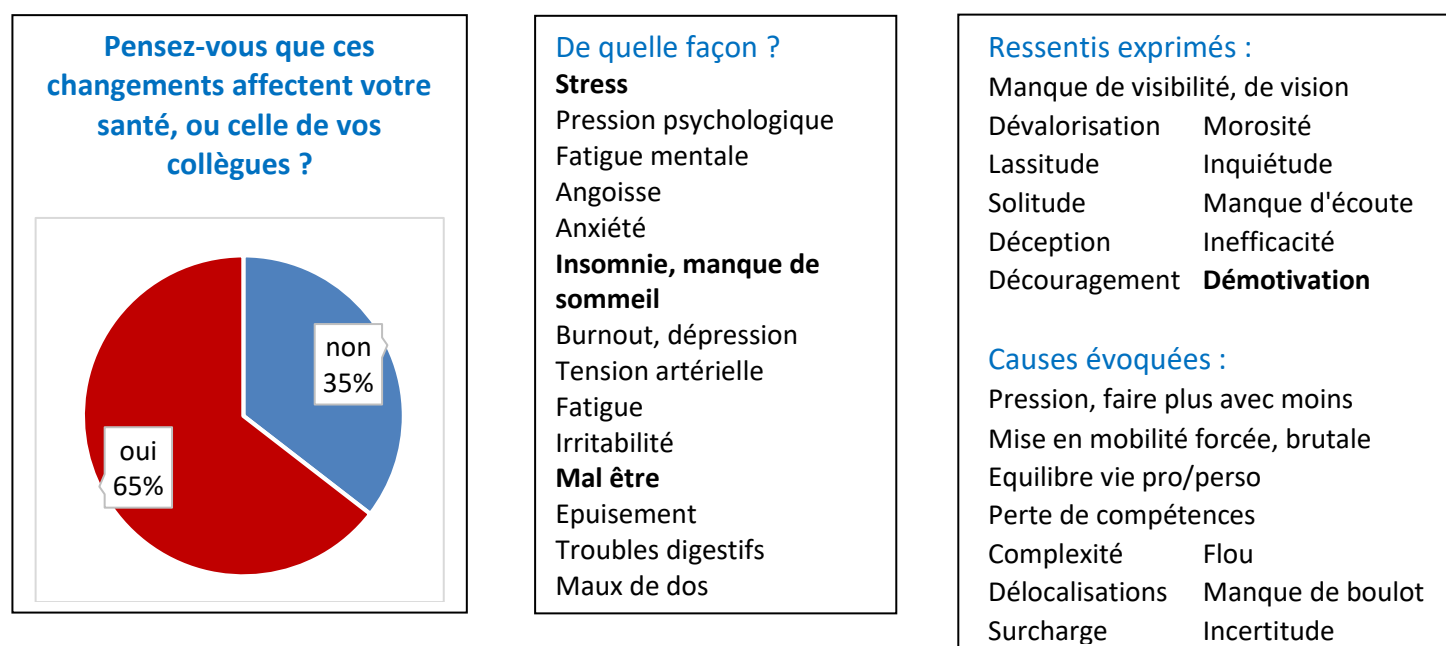 Pensez-vous que ces
changements affectent votre
santé, ou celle de vos
collègues ?
non
35%
oui
65%
De quelle façon ?
Stress
Pression psychologique
Fatigue mentale
Angoisse
Anxiété
Insomnie, manque de
sommeil
Burnout, dépression
Tension artérielle
Fatigue
Irritabilité
Mal être
Epuisement
Troubles digestifs
Maux de dos
Ressentis exprimés :
Manque de visibilité, de vision
Dévalorisation Morosité
Lassitude Inquiétude
Solitude Manque d'écoute
Déception Inefficacité
Découragement Démotivation
Causes évoquées :
Pression, faire plus avec moins
Mise en mobilité forcée, brutale
Equilibre vie pro/perso
Perte de compétences
Complexité Flou
Délocalisations Manque de boulot
Surcharge Incertitude